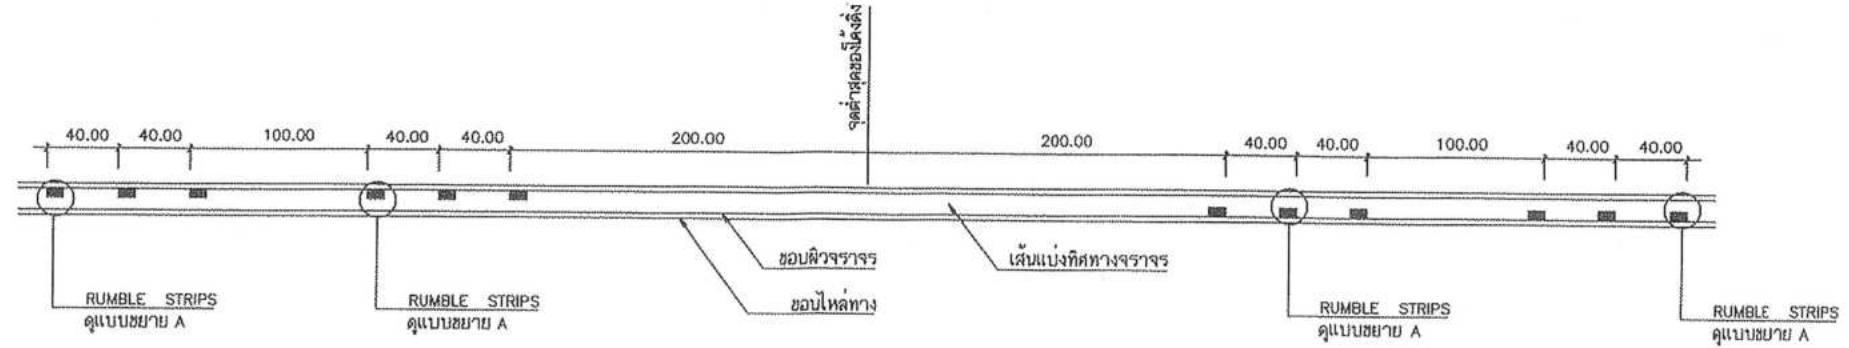 จุดต่ำสุดของโค้งดิ่ง
40.00 40.00 100.00 40.00 40.00 200.00 200.00 40.00 40.00 100.00 40.00 40.00
ขอบผิวจราจร
เส้นแบ่งทิศทางจราจร
ขอบไหล่ทาง
RUMBLE STRIPS
ดูแบบขยาย A
RUMBLE STRIPS
ดูแบบขยาย A
RUMBLE STRIPS
ดูแบบขยาย A
RUMBLE STRIPS
ดูแบบขยาย A